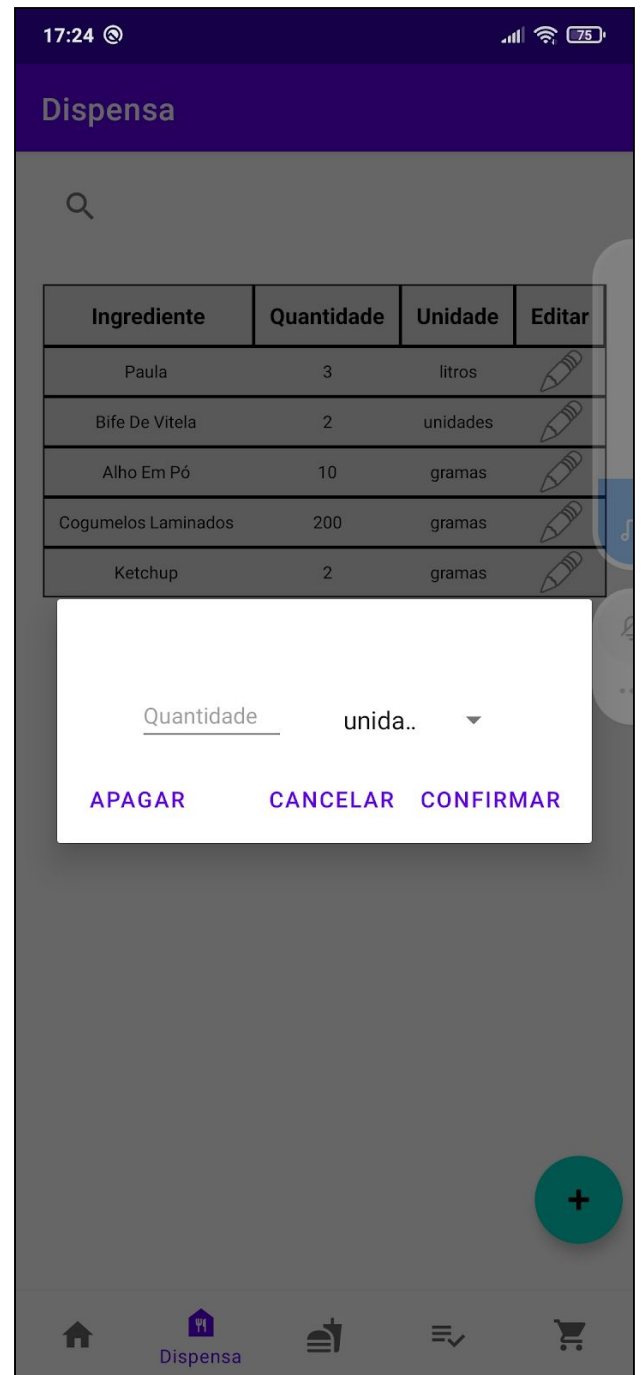 17:24 75
Dispensa
Ingrediente Quantidade Unidade Editar
Paula 3 litros
Bife De Vitela 2 unidades
Alho Em Pó 10 gramas
Cogumelos Laminados 200 gramas
Ketchup 2 gramas
Quantidade unida..
APAGAR CANCELAR CONFIRMAR
+
Dispensa